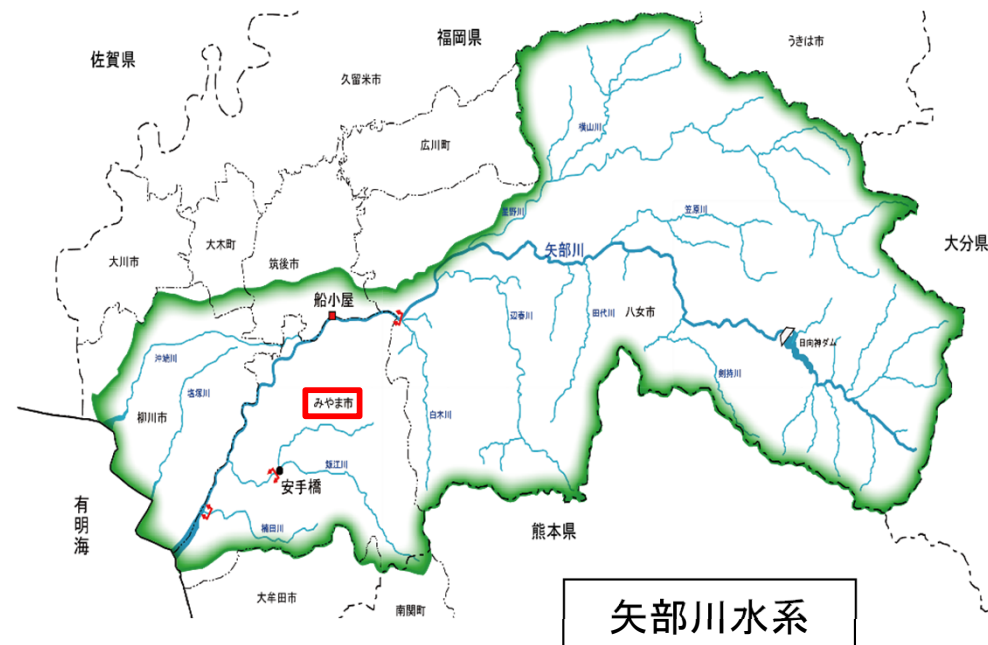 福岡県
うきは市
佐賀県
久留米市
横山川
広川町
星野川
笠原川
大木町
矢部川
大分県
大川市
筑後市
船小屋
辺春川
田代川
八女市
日向神ダム
沖端川
剣持川
塩塚川
みやま市
柳川市
白木川
飯江川
安手橋
有明海
楠田川
熊本県
大牟田市
南関町
矢部川水系